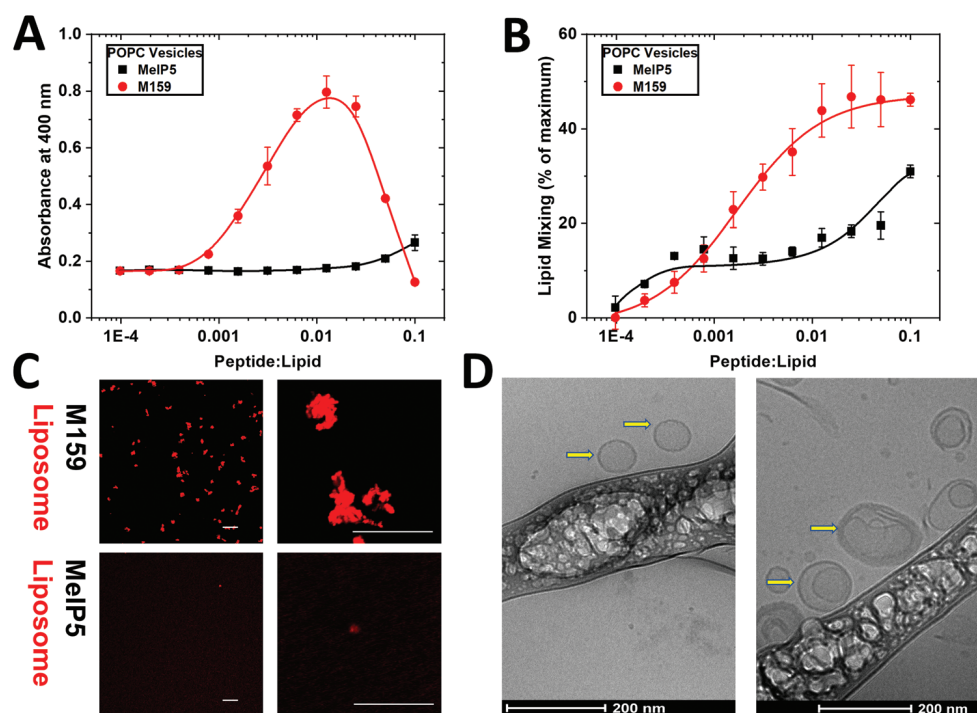 A
POPC Vesicles
MelP5
M159
Absorbance at 400 nm
1.0
0.8
0.6
0.4
0.2
0.0
1E-4
0.001
0.01
0.1
Peptide:Lipid
B
POPC Vesicles
MelP5
M159
Lipid Mixing (% of maximum)
60
40
20
0
1E-4
0.001
0.01
0.1
Peptide:Lipid
C
M159
Liposome
MelP5
Liposome
D
200 nm
200 nm